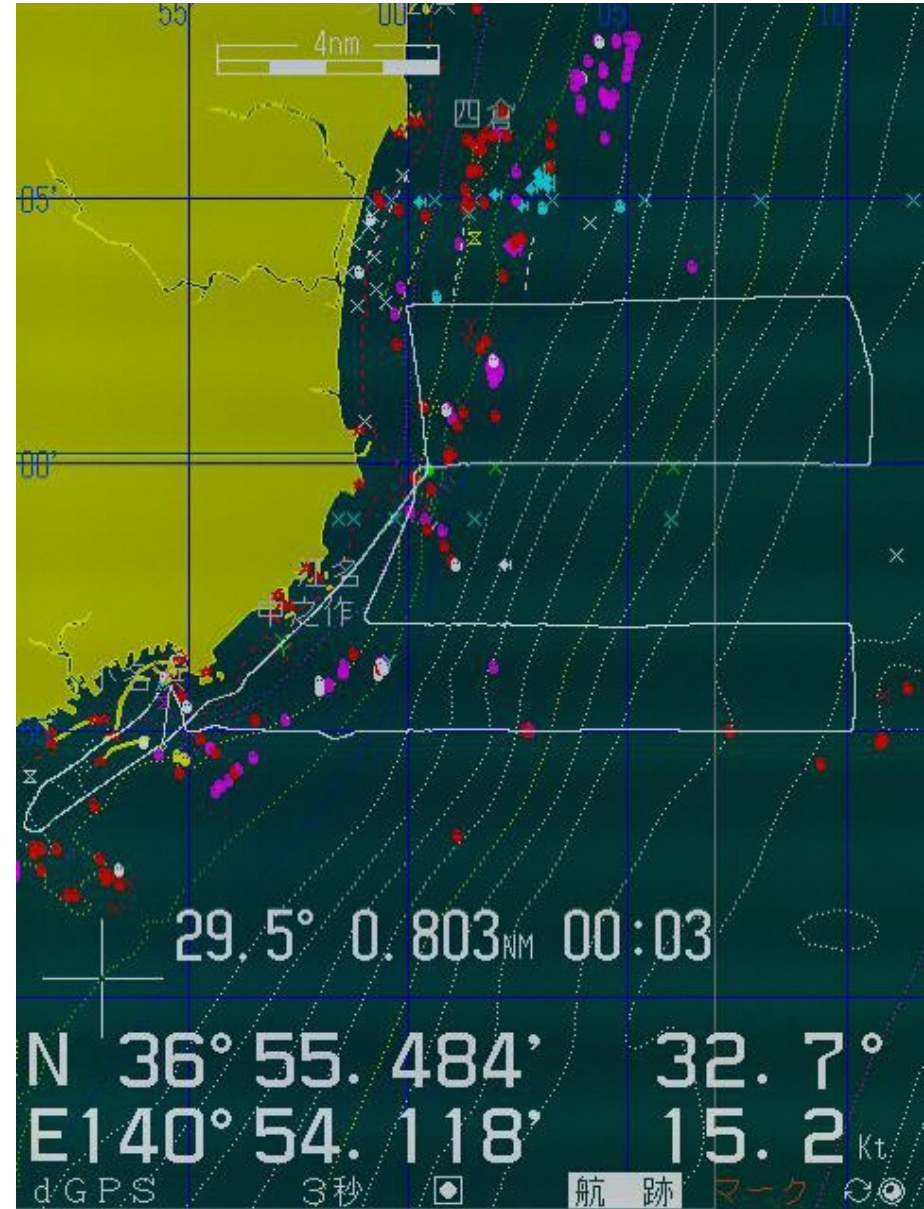 55' 00' 05' 10'
4nm
四倉
05'
00'
江名
中之作
29.5° 0.803NM 00:03
N 36°55.484’ 32.7°
E140°54.118’ 15.2Kt
dGPS 3秒 航 跡 マーク